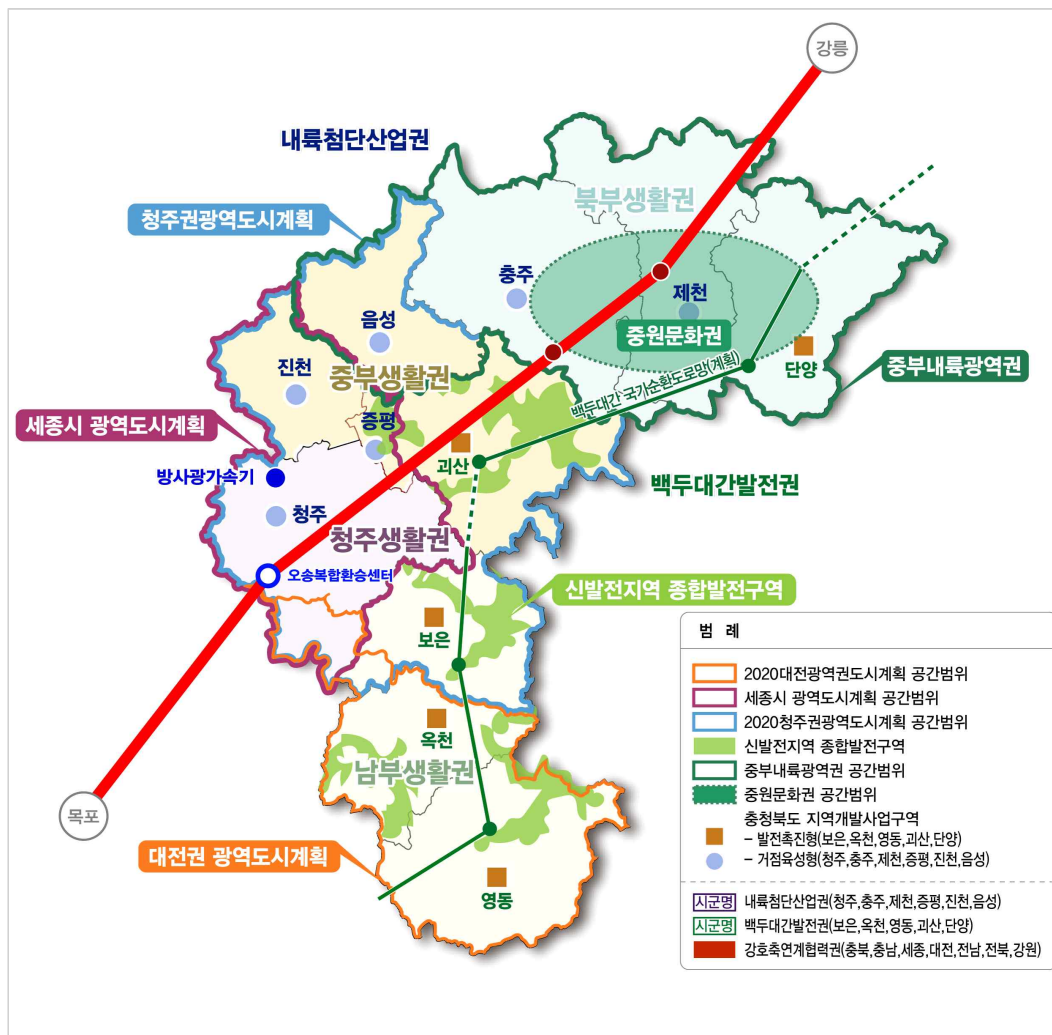 강릉
내륙첨단산업권
북부생활권
청주권광역도시계획
충주
제천
음성
중원문화권
단양
중부내륙광역권
진천
중부생활권
백두대간 국가순환도로망(계획)
세종시 광역도시계획
증평
괴산
방사광가속기
백두대간발전권
청주
청주생활권
오송복합환승센터
신발전지역 종합발전구역
보은
옥천
남부생활권
목포
대전권 광역도시계획
영동
범 례
2020대전광역권도시계획 공간범위
세종시 광역도시계획 공간범위
2020청주권광역도시계획 공간범위
신발전지역 종합발전구역
중부내륙광역권 공간범위
중원문화권 공간범위
충청북도 지역개발사업구역
– 발전촉진형(보은,옥천,영동,괴산,단양)
– 거점육성형(청주,충주,제천,증평,진천,음성)
시군명 내륙첨단산업권(청주,충주,제천,증평,진천,음성)
시군명 백두대간발전권(보은,옥천,영동,괴산,단양)
강호축연계협력권(충북,충남,세종,대전,전남,전북,강원)